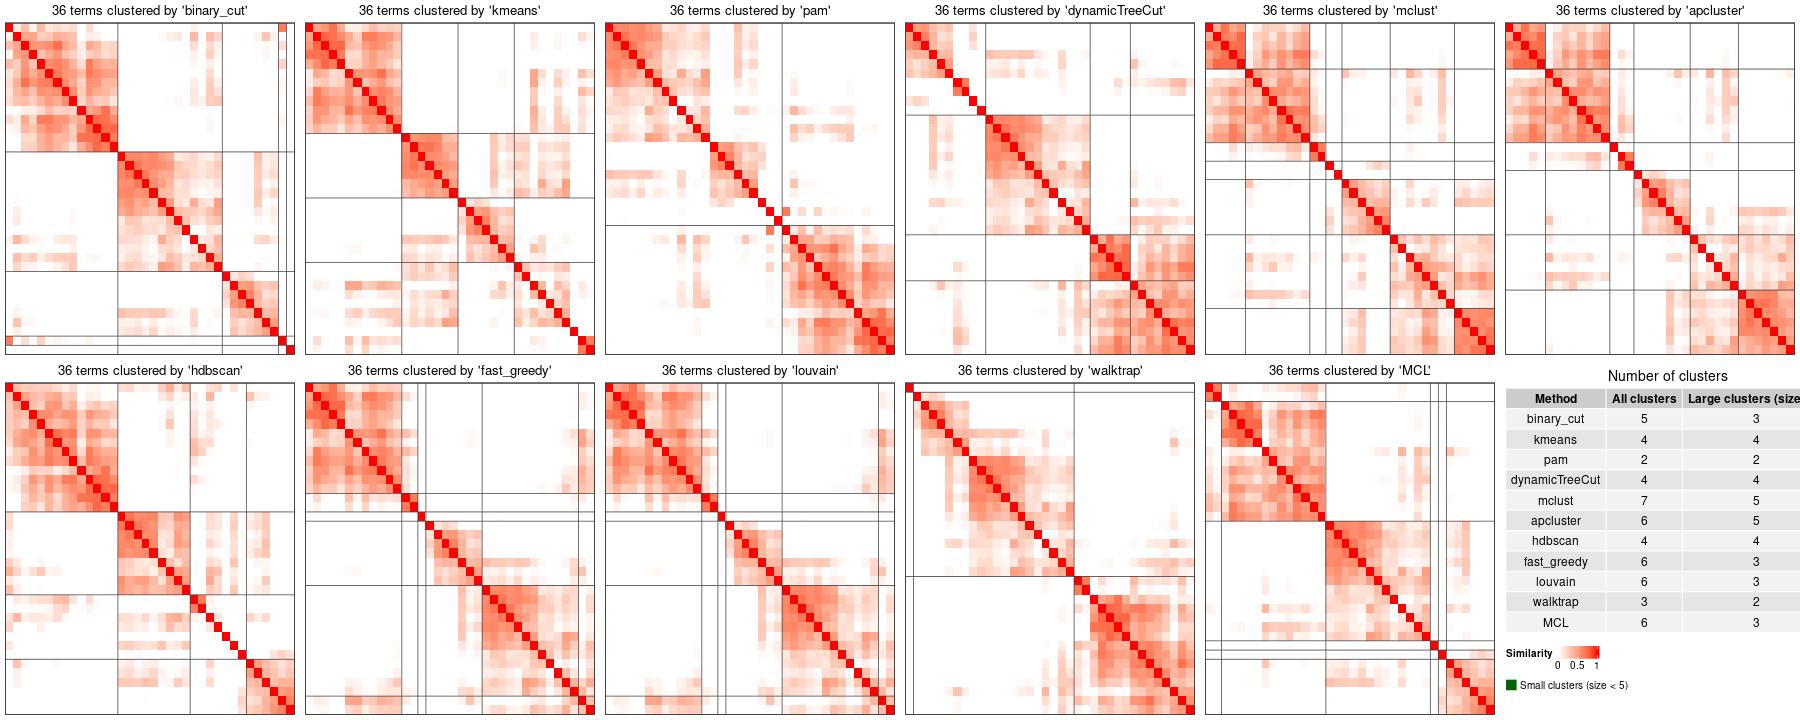 36 terms clustered by 'binary_cut'
36 terms clustered by 'kmeans'
36 terms clustered by 'pam'
36 terms clustered by 'dynamicTreeCut'
36 terms clustered by 'mclust'
36 terms clustered by 'apcluster'
36 terms clustered by 'hdbscan'
36 terms clustered by 'fast_greedy'
36 terms clustered by 'louvain'
36 terms clustered by 'walktrap'
36 terms clustered by 'MCL'
Number of clusters
Method All clusters Large clusters (size
binary_cut 5 3
kmeans 4 4
pam 2 2
dynamicTreeCut 4 4
mclust 7 5
apcluster 6 5
hdbscan 4 4
fast_greedy 6 3
louvain 6 3
walktrap 3 2
MCL 6 3
Similarity
0 0.5 1
Small clusters (size < 5)